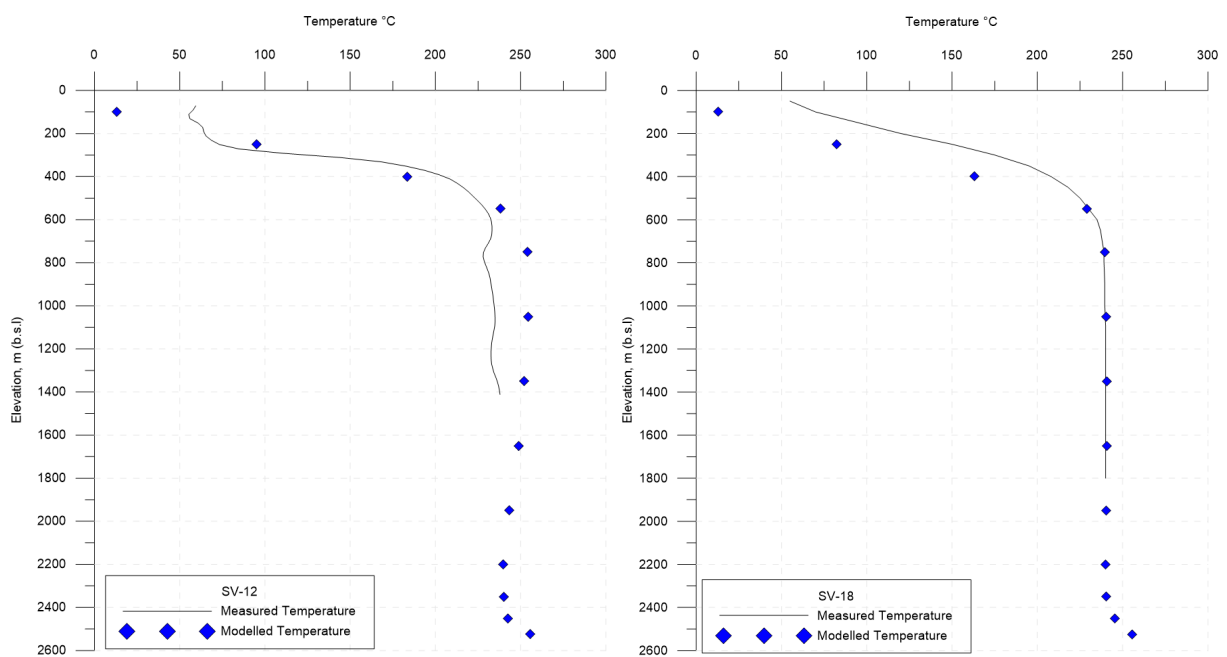 Temperature °C
0 50 100 150 200 250 300
0
200
400
600
800
1000
1200
1400
1600
1800
2000
2200
2400
2600
Elevation, m (b.s.l)
SV-12
Measured Temperature
Modelled Temperature
Temperature °C
0 50 100 150 200 250 300
0
200
400
600
800
1000
1200
1400
1600
1800
2000
2200
2400
2600
Elevation, m (b.s.l)
SV-18
Measured Temperature
Modelled Temperature